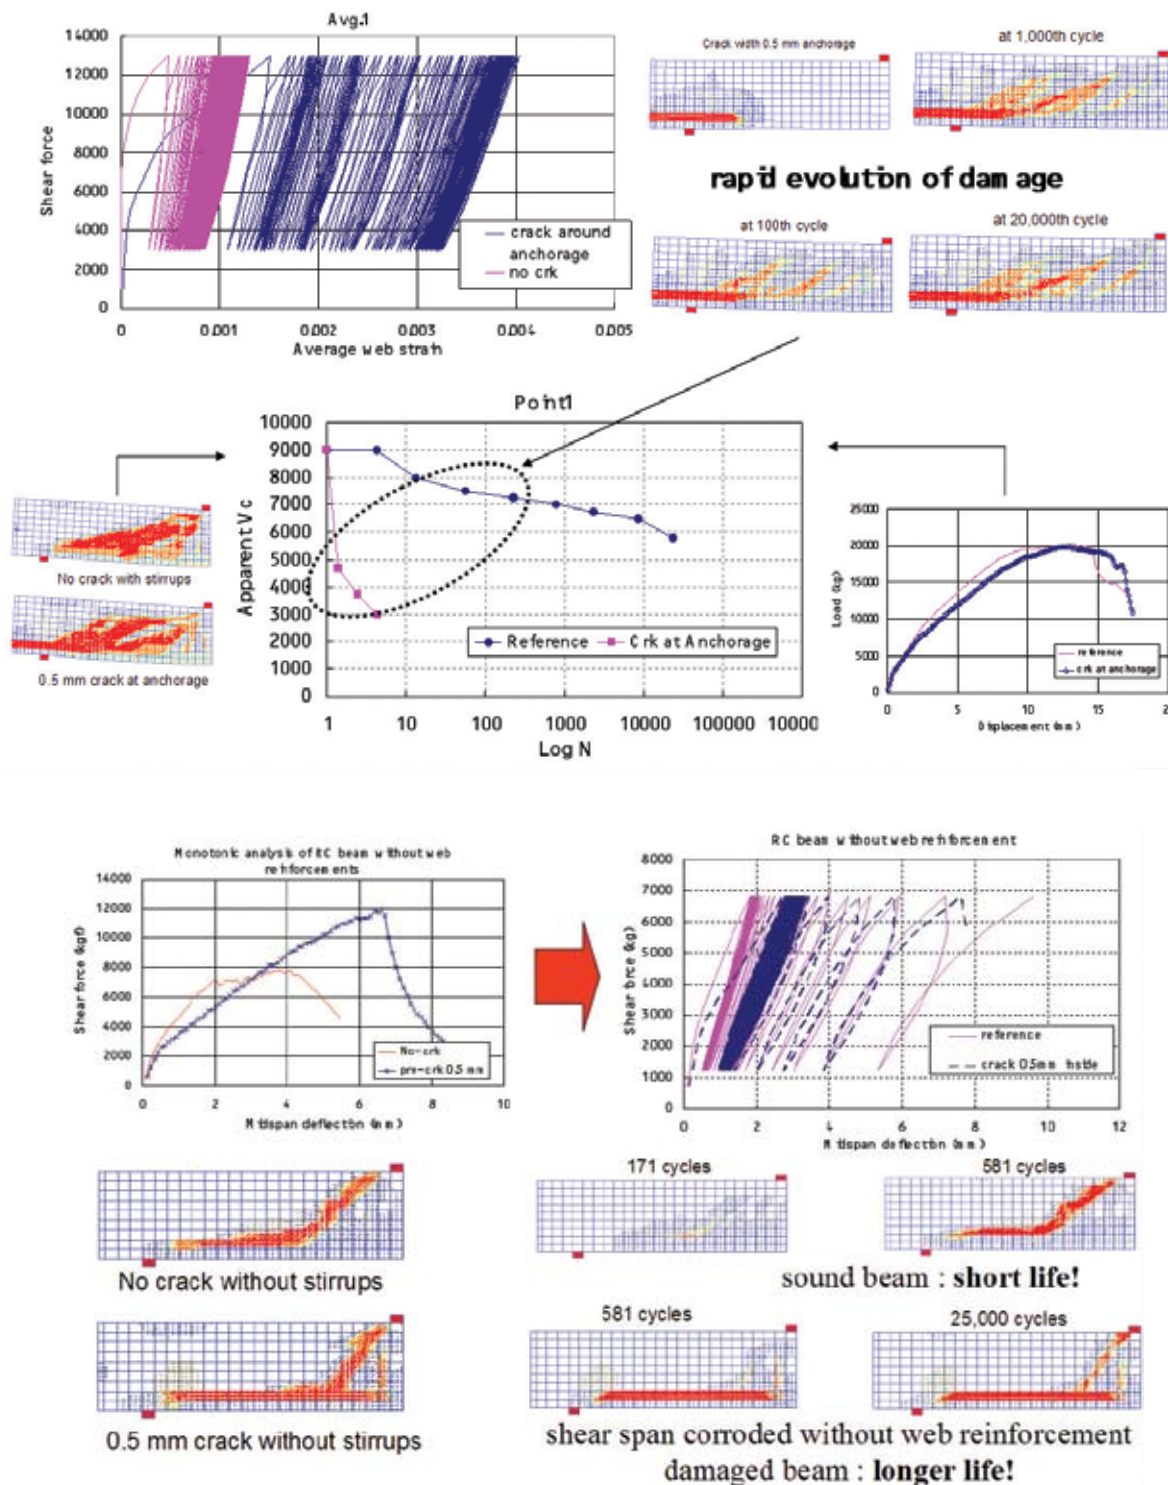 Avg.1
14000
12000
10000
8000
6000
4000
2000
0
Shear force
crack around
anchorage
no crk
0 0.001 0.002 0.003 0.004 0.005
Average web strain
Crack width 0.5 mm anchorage
at 1,000th cycle
rapid evolution of damage
at 100th cycle
at 20,000th cycle
Point1
10000
9000
8000
7000
6000
5000
4000
3000
2000
1000
0
Apparent Vc
Reference Crk at Anchorage
1 10 100 1000 10000 100000 10000
Log N
No crack with stirrups
0.5 mm crack at anchorage
25000
20000
15000
10000
5000
0
Load (kg)
reference
crk at anchorage
0 5 10 15 2
Displacement (mm)
Monotonic analysis of RC beam without web
reinforcements
14000
12000
10000
8000
6000
4000
2000
0
Shear force (kgf)
No-crk
pre-crk 0.5 mm
0 2 4 6 8 10
Midspan deflection (mm)
RC beam without web reinforcement
8000
7000
6000
5000
4000
3000
2000
1000
0
Shear force (kg)
reference
crack 0.5mm inside
0 2 4 6 8 10 12
Midspan deflection (mm)
No crack without stirrups
0.5 mm crack without stirrups
171 cycles
581 cycles
sound beam : short life!
581 cycles
25,000 cycles
shear span corroded without web reinforcement
damaged beam : longer life!